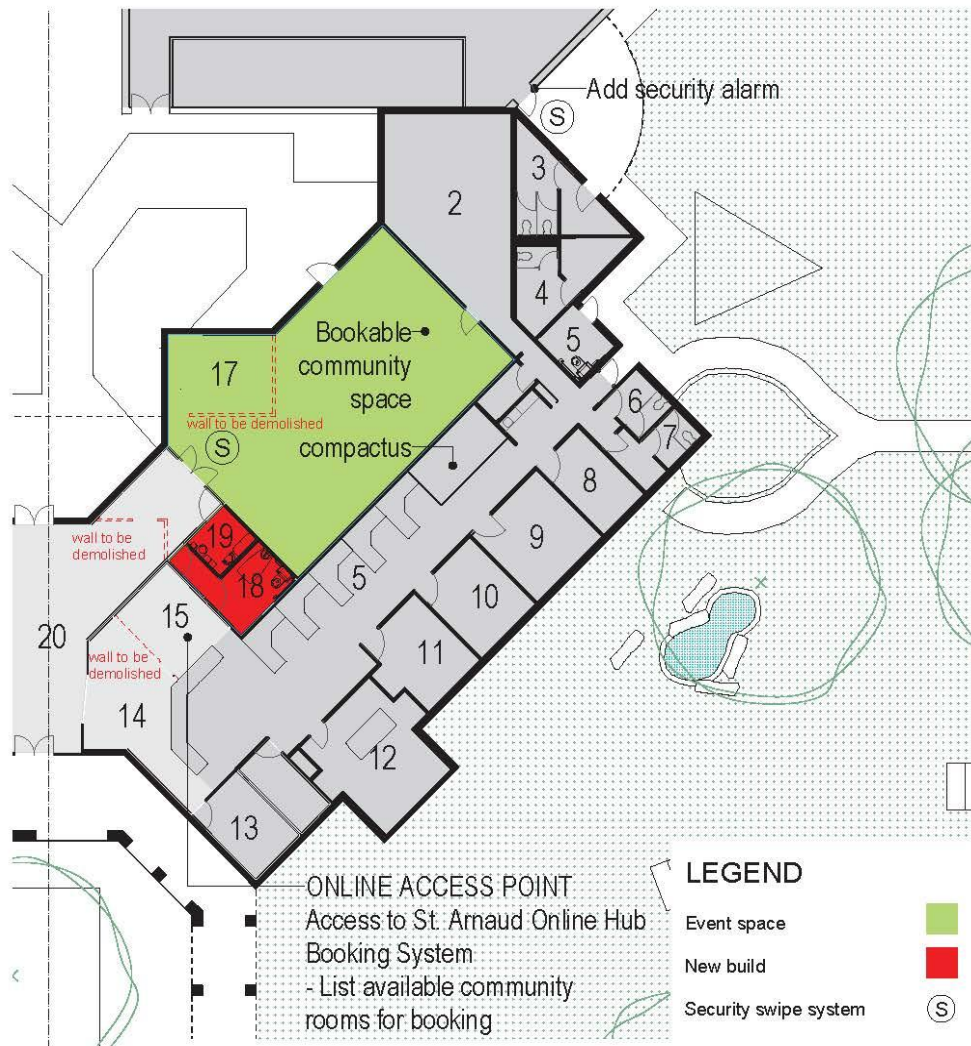 Add security alarm
S
3
2
4
5
Bookable
community
space
17
wall to be demolished
S
compactus
6
7
8
9
10
11
12
13
5
19
18
wall to be
demolished
15
20
wall to be
demolished
14
ONLINE ACCESS POINT
Access to St. Arnaud Online Hub
Booking System
- List available community
rooms for booking
LEGEND
Event space
New build
Security swipe system S